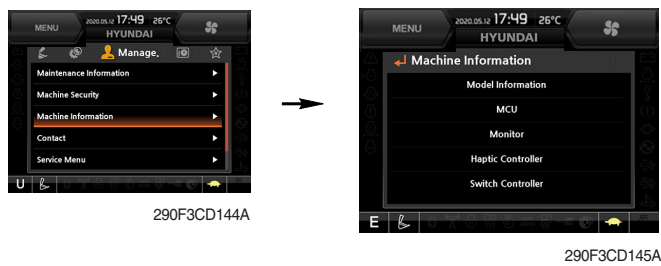 MENU
2020.05.12 17:49 26°C
HYUNDAI
Manage.
Maintenance Information
Machine Security
Machine Information
Contact
Service Menu
U
290F3CD144A
MENU
2020.05.12 17:49 26°C
HYUNDAI
Machine Information
Model Information
MCU
Monitor
Haptic Controller
Switch Controller
E
290F3CD145A